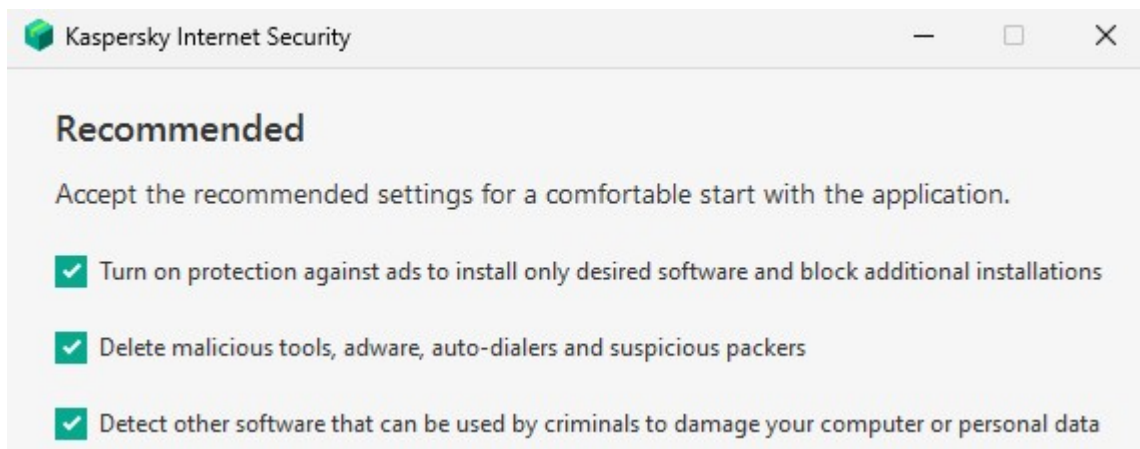 Kaspersky Internet Security
Recommended
Accept the recommended settings for a comfortable start with the application.
Turn on protection against ads to install only desired software and block additional installations
Delete malicious tools, adware, auto-dialers and suspicious packers
Detect other software that can be used by criminals to damage your computer or personal data